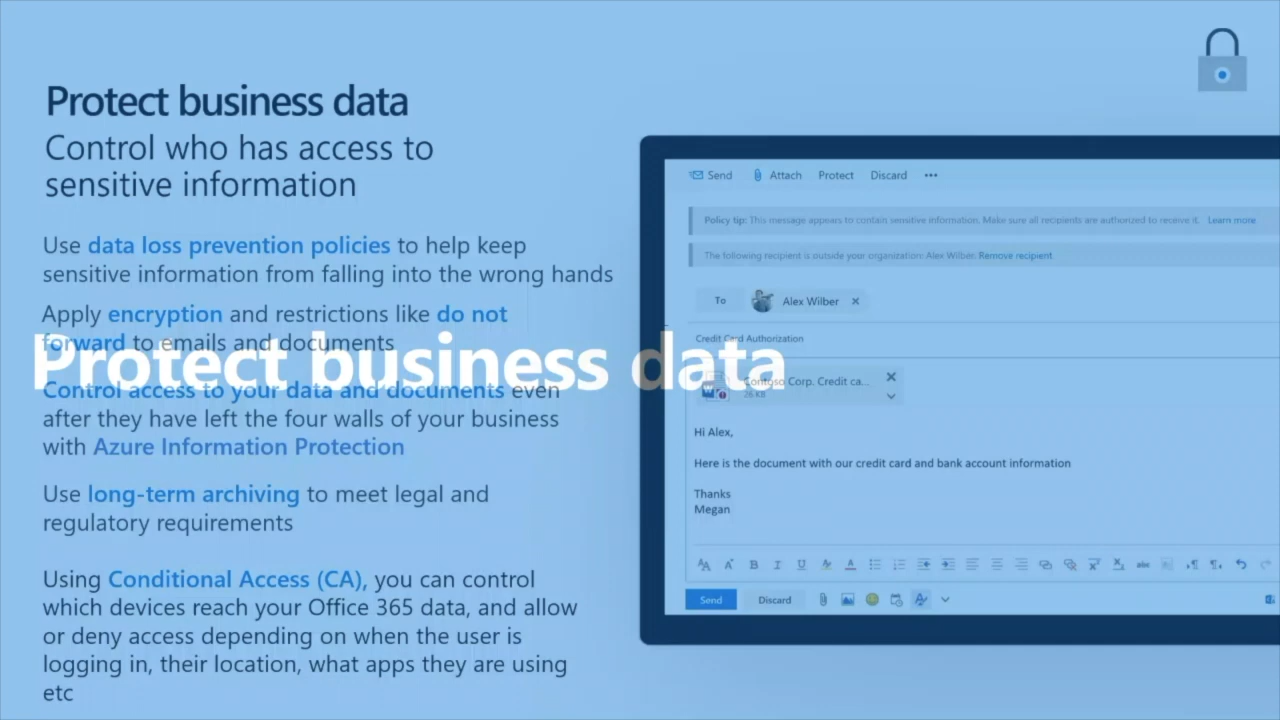 Protect business data
Control who has access to
sensitive information
Use data loss prevention policies to help keep
sensitive information from falling into the wrong hands
Apply encryption and restrictions like do not
forward to emails and documents
Protect business data
Control access to your data and documents even
after they have left the four walls of your business
with Azure Information Protection
Use long-term archiving to meet legal and
regulatory requirements
Using Conditional Access (CA), you can control
which devices reach your Office 365 data, and allow
or deny access depending on when the user is
logging in, their location, what apps they are using
etc
Send Attach Protect Discard
Policy tip: This message appears to contain sensitive information. Make sure all recipients are authorized to receive it. Learn more
The following recipient is outside your organization: Alex Wilber. Remove recipient
To Alex Wilber
Credit Card Authorization
Contoso Corp. Credit ca...
26 KB
Hi Alex,
Here is the document with our credit card and bank account information
Thanks
Megan
Send Discard